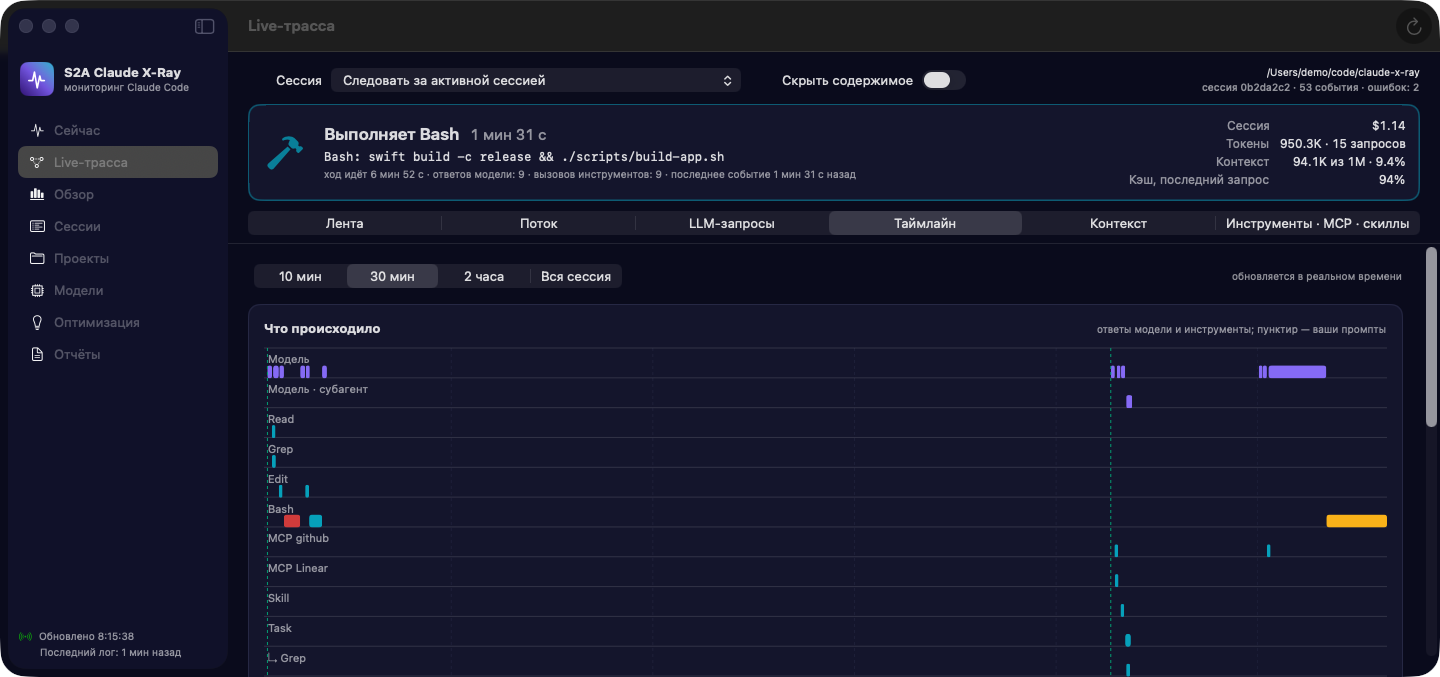 Live-трасса
S2A Claude X-Ray
мониторинг Claude Code
Сейчас
Live-трасса
Обзор
Сессии
Проекты
Модели
Оптимизация
Отчёты
Обновлено 8:15:38
Последний лог: 1 мин назад
Сессия
Следовать за активной сессией
Скрыть содержимое
/Users/demo/code/claude-x-ray
сессия 0b2da2c2 · 53 события · ошибок: 2
Выполняет Bash 1 мин 31 с
Bash: swift build -c release && ./scripts/build-app.sh
ход идёт 6 мин 52 с · ответов модели: 9 · вызовов инструментов: 9 · последнее событие 1 мин 31 с назад
Сессия $1.14
Токены 950.3K · 15 запросов
Контекст 94.1K из 1M · 9.4%
Кэш, последний запрос 94%
Лента Поток LLM-запросы Таймлайн Контекст Инструменты · MCP · скиллы
10 мин 30 мин 2 часа Вся сессия
обновляется в реальном времени
Что происходило
ответы модели и инструменты; пунктир — ваши промпты
Модель
Модель · субагент
Read
Grep
Edit
Bash
MCP github
MCP Linear
Skill
Task
↳ Grep